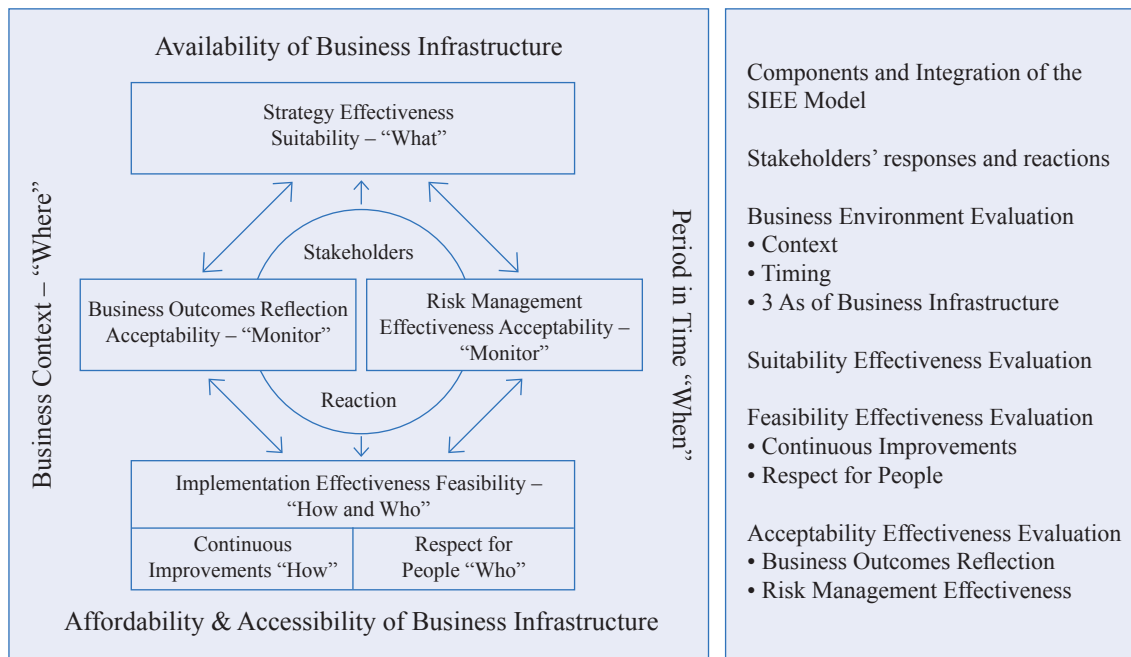 Availability of Business Infrastructure
Strategy Effectiveness
Suitability – “What”
Business Context – “Where”
Period in Time “When”
Stakeholders
Business Outcomes Reflection
Acceptability – “Monitor”
Risk Management
Effectiveness Acceptability –
“Monitor”
Reaction
Implementation Effectiveness Feasibility –
“How and Who”
Continuous
Improvements “How”
Respect for
People “Who”
Affordability & Accessibility of Business Infrastructure
Components and Integration of the
SIEE Model
Stakeholders’ responses and reactions
Business Environment Evaluation
• Context
• Timing
• 3 As of Business Infrastructure
Suitability Effectiveness Evaluation
Feasibility Effectiveness Evaluation
• Continuous Improvements
• Respect for People
Acceptability Effectiveness Evaluation
• Business Outcomes Reflection
• Risk Management Effectiveness